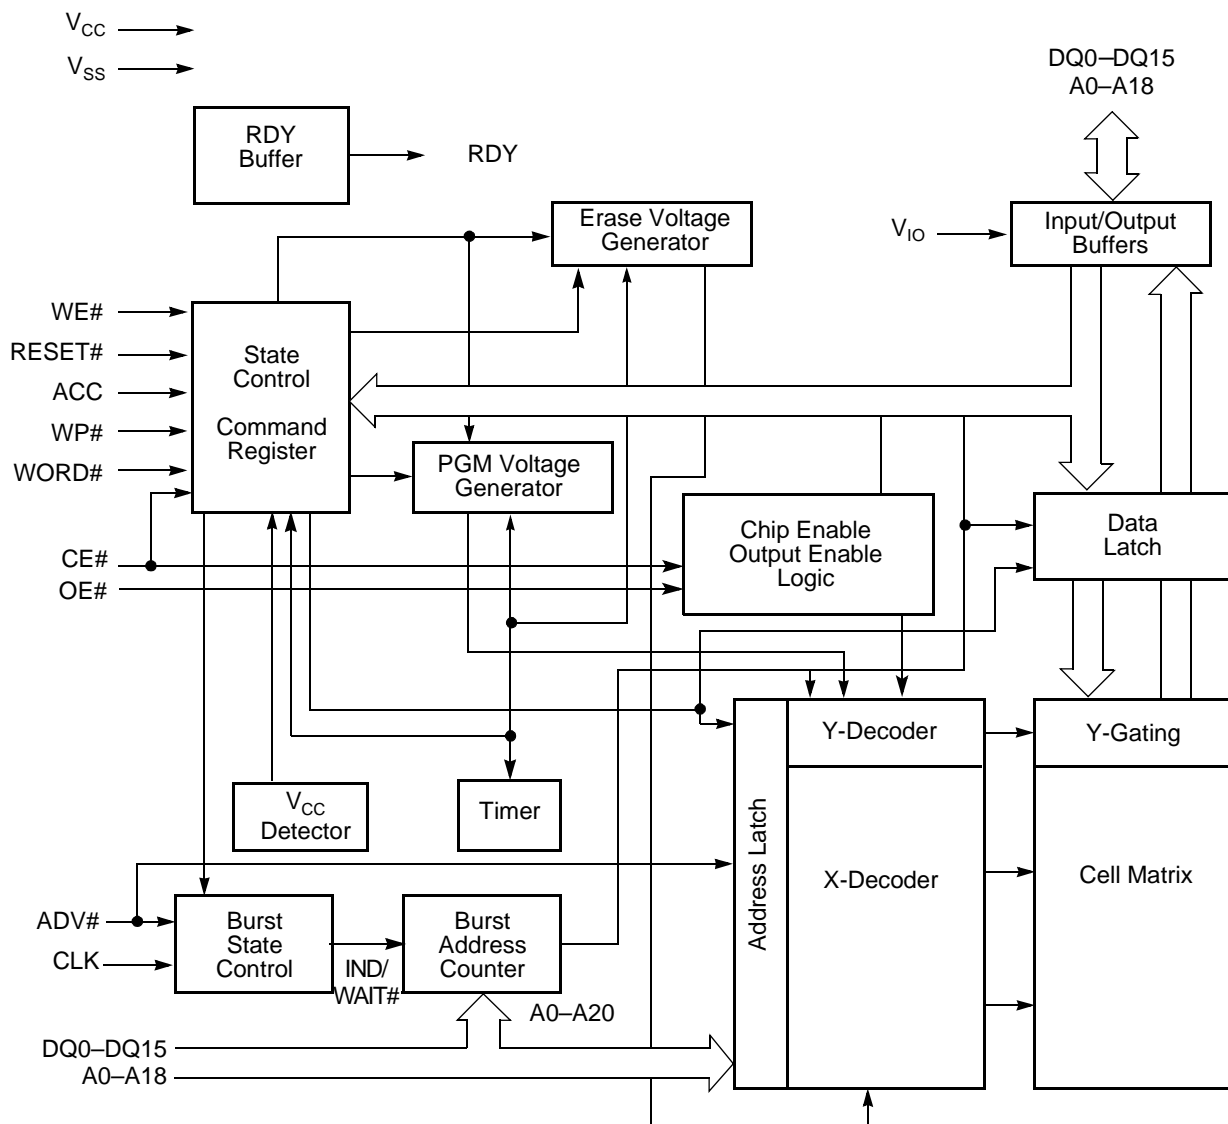 VCC
VSS
DQ0–DQ15
A0–A18
RDY
Buffer
RDY
Erase Voltage
Generator
VIO
Input/Output
Buffers
WE#
RESET#
ACC
WP#
WORD#
State
Control
Command
Register
PGM Voltage
Generator
CE#
OE#
Chip Enable
Output Enable
Logic
Data
Latch
Y-Decoder
Y-Gating
VCC
Detector
Timer
Address Latch
X-Decoder
Cell Matrix
ADV#
CLK
Burst
State
Control
IND/
WAIT#
Burst
Address
Counter
A0–A20
DQ0–DQ15
A0–A18